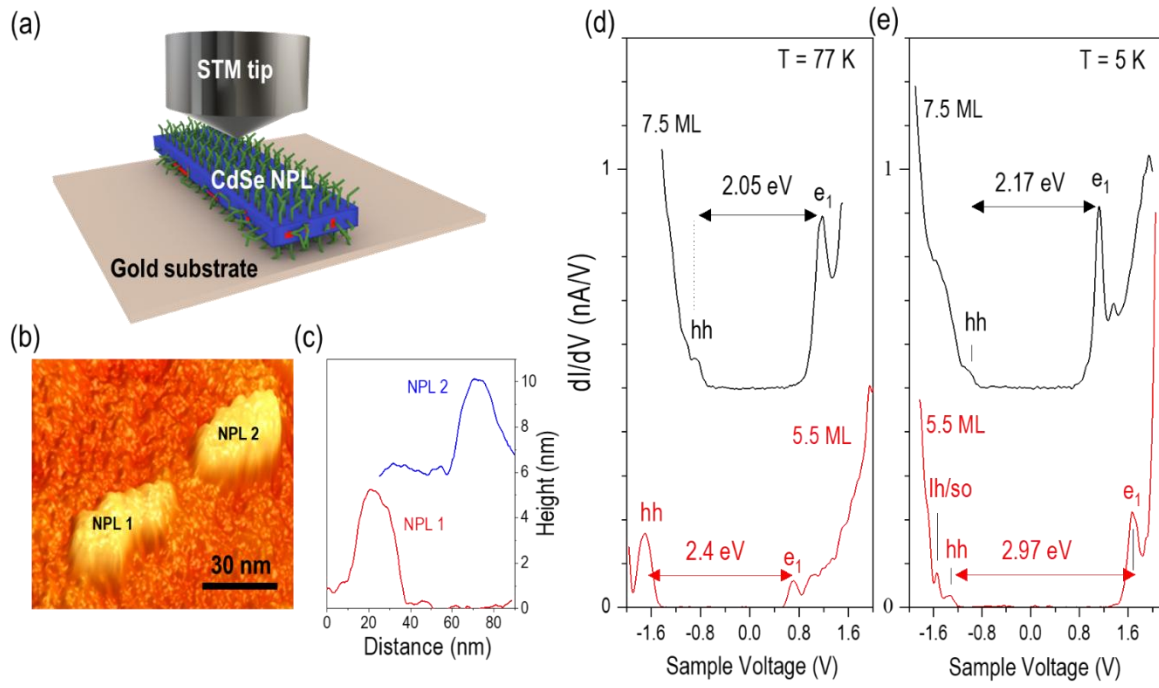 (a)
STM tip
CdSe NPL
Gold substrate
(b)
NPL 2
NPL 1
30 nm
(c)
NPL 2
NPL 1
10
8
6
4
2
0
Height (nm)
0 20 40 60 80
Distance (nm)
(d)
T = 77 K
7.5 ML
2.05 eV
e₁
1
hh
dI/dV (nA/V)
5.5 ML
hh
2.4 eV
e₁
0
-1.6 -0.8 0.0 0.8 1.6
Sample Voltage (V)
(e)
T = 5 K
7.5 ML
2.17 eV
e₁
1
hh
5.5 ML
lh/so
hh
2.97 eV
e₁
0
-1.6 -0.8 0.0 0.8 1.6
Sample Voltage (V)